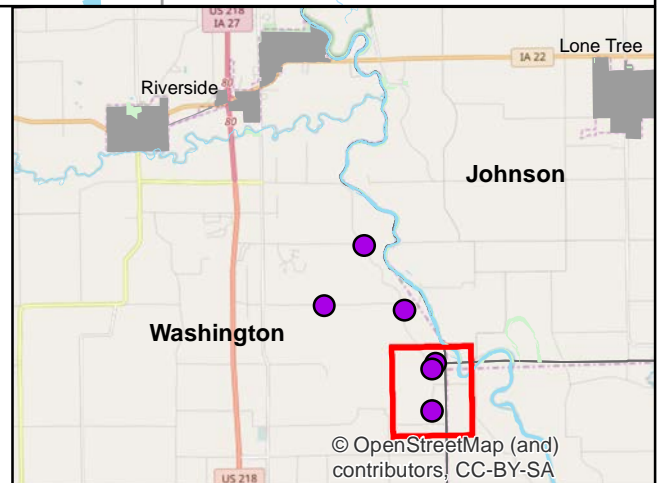 US 218
IA 27
Lone Tree
IA 22
Riverside
80
80
Johnson
Washington
© OpenStreetMap (and)
contributors, CC-BY-SA
US 218